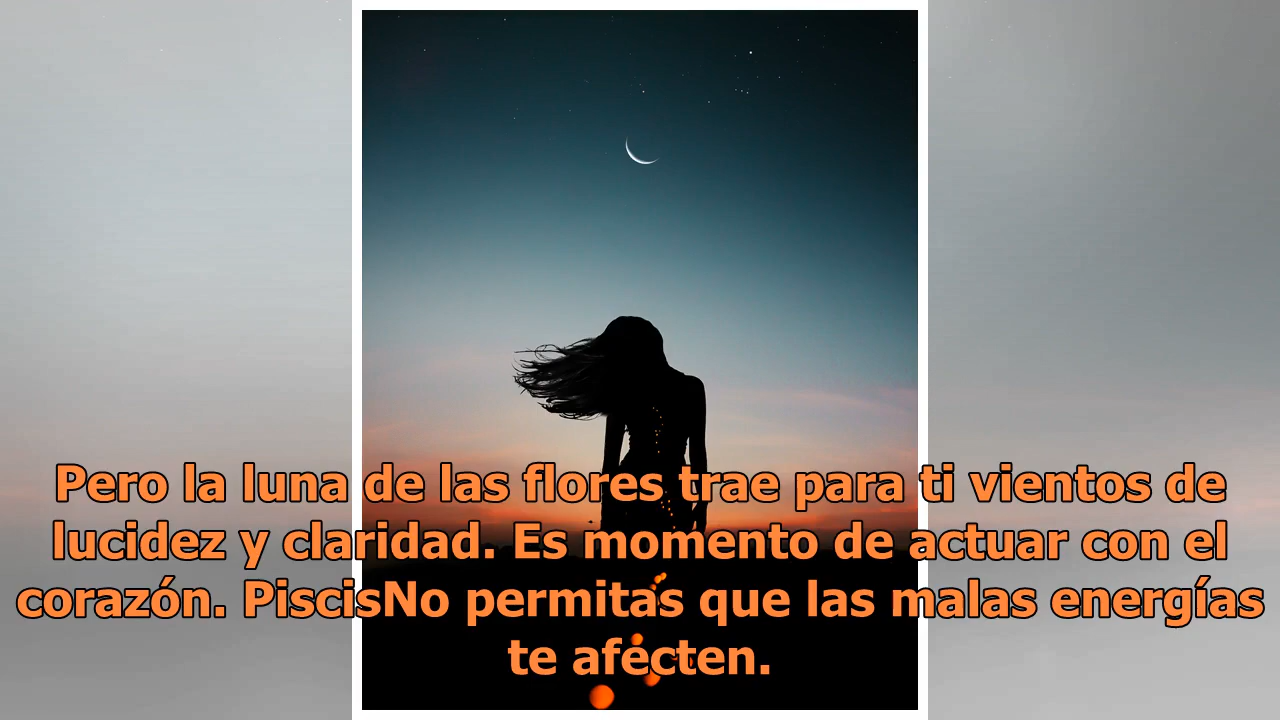 Pero la luna de las flores trae para ti vientos de
lucidez y claridad. Es momento de actuar con el
corazón. PiscisNo permitas que las malas energías
te afecten.